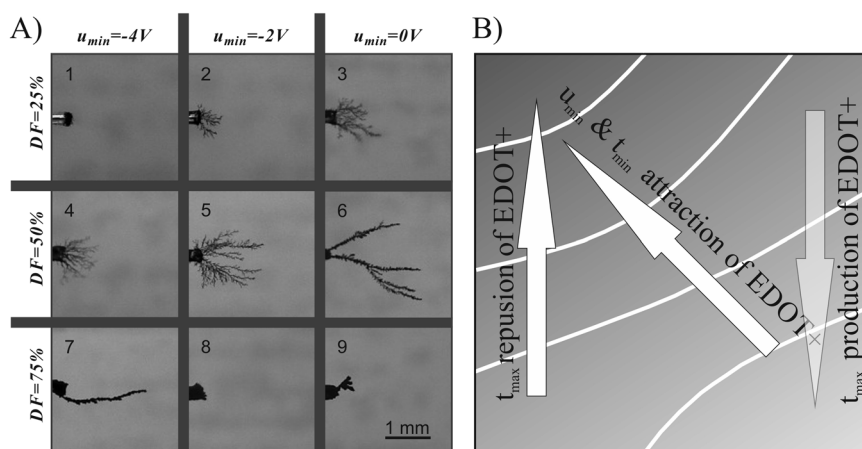 A)
u_min=-4V
u_min=-2V
u_min=0V
DF=25%
1
2
3
DF=50%
4
5
6
DF=75%
7
8
9
1 mm
B)
t_max repusion of EDOT+
u_min & t_min attraction of EDOT+
t_max production of EDOT+